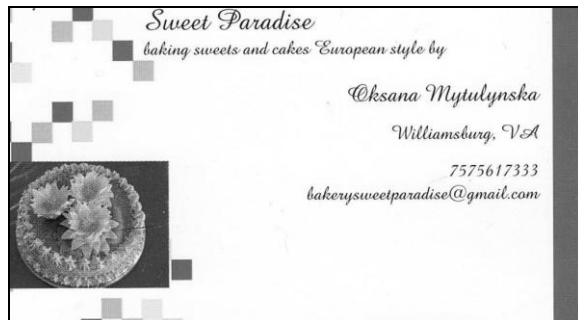 Sweet Paradise
baking sweets and cakes European style by
Oksana Mytulynska
Williamsburg, VA
7575617333
bakerysweetparadise@gmail.com